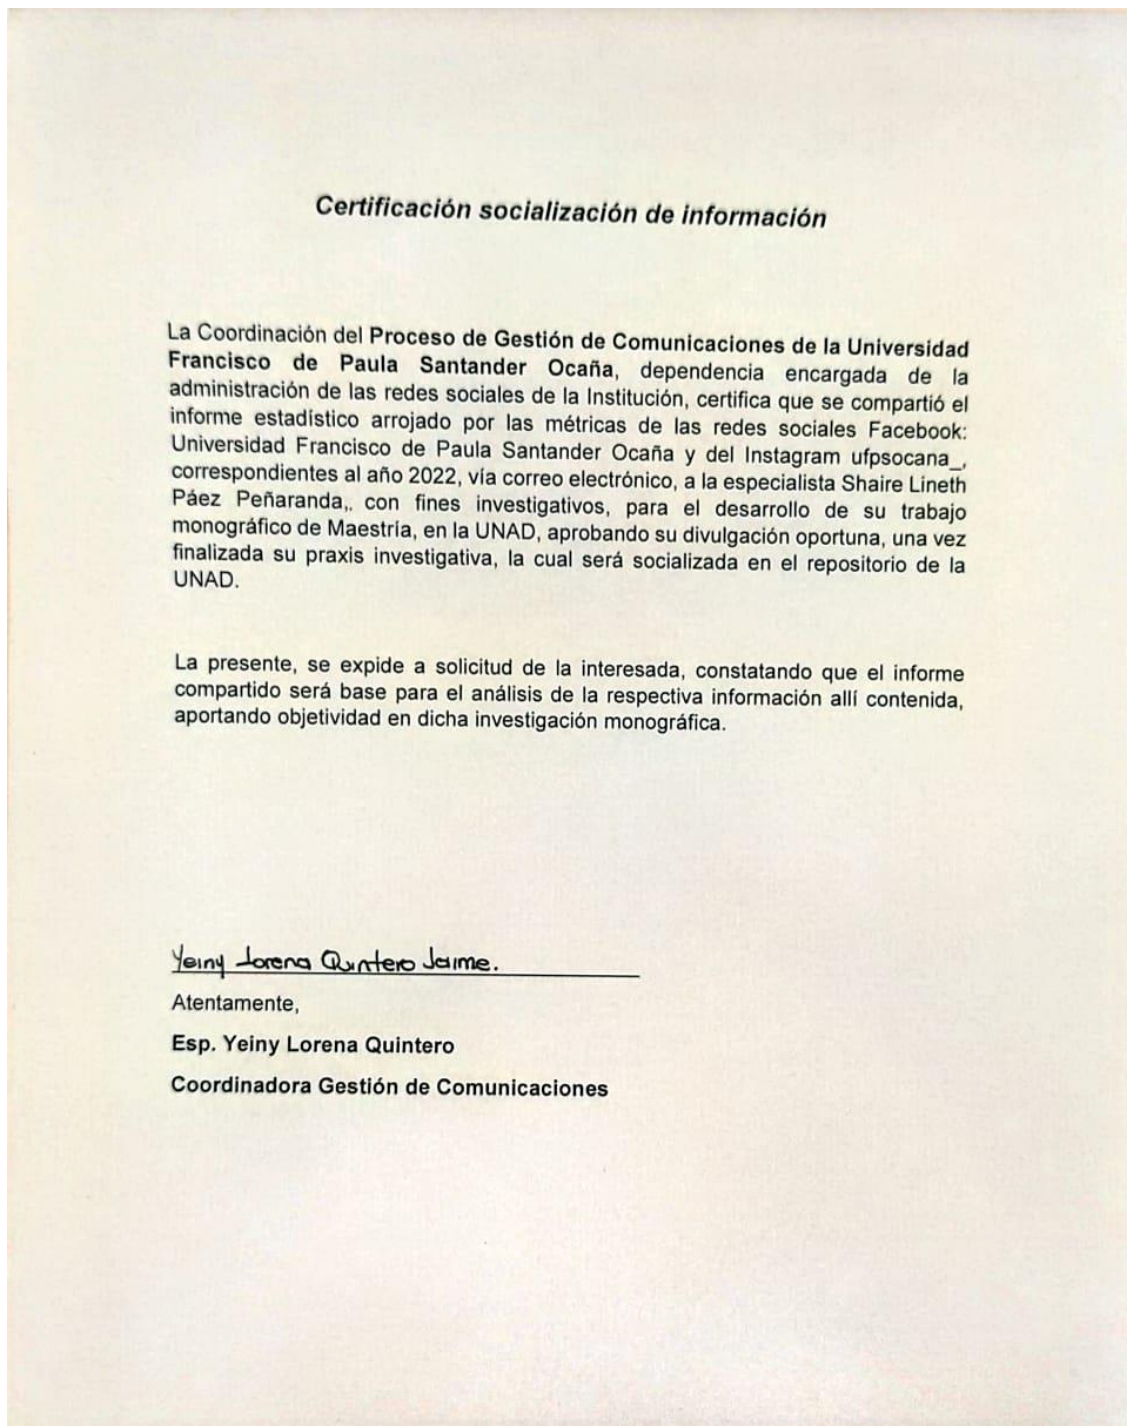 Certificación socialización de información
La Coordinación del Proceso de Gestión de Comunicaciones de la Universidad
Francisco de Paula Santander Ocaña, dependencia encargada de la
administración de las redes sociales de la Institución, certifica que se compartió el
informe estadístico arrojado por las métricas de las redes sociales Facebook:
Universidad Francisco de Paula Santander Ocaña y del Instagram ufpsocana_,
correspondientes al año 2022, vía correo electrónico, a la especialista Shaire Lineth
Páez Peñaranda,. con fines investigativos, para el desarrollo de su trabajo
monográfico de Maestría, en la UNAD, aprobando su divulgación oportuna, una vez
finalizada su praxis investigativa, la cual será socializada en el repositorio de la
UNAD.
La presente, se expide a solicitud de la interesada, constatando que el informe
compartido será base para el análisis de la respectiva información allí contenida,
aportando objetividad en dicha investigación monográfica.
Yeiny Lorena Quintero Jaime.
Atentamente,
Esp. Yeiny Lorena Quintero
Coordinadora Gestión de Comunicaciones